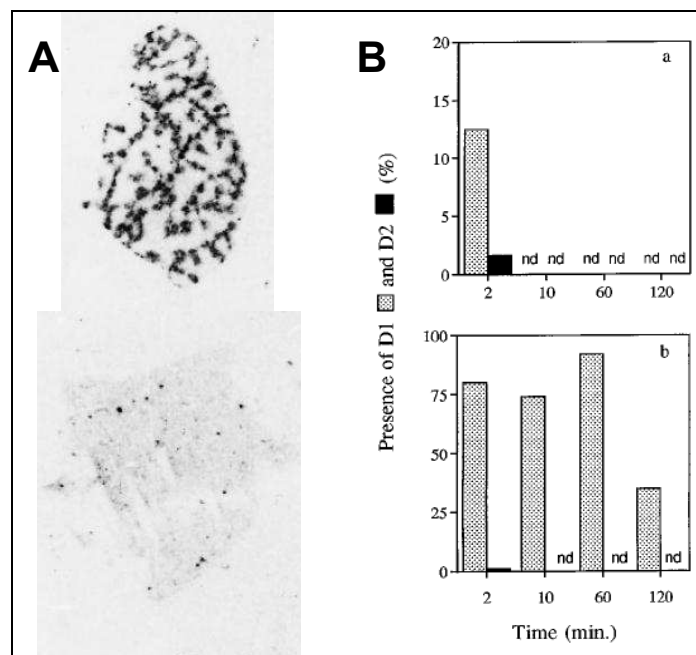 A
B
a
20
15
10
5
0
nd nd nd nd nd nd
2 10 60 120
Presence of D1 and D2 (%)
b
100
75
50
25
0
nd nd nd
2 10 60 120
Time (min.)